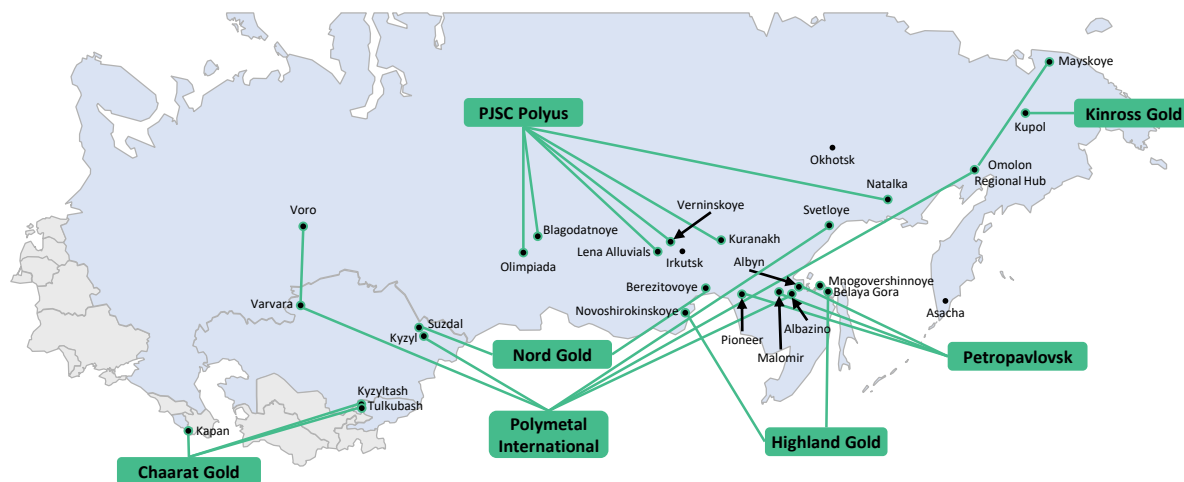 Mayskoye
PJSC Polyus
Kinross Gold
Kupol
Okhotsk
Omolon
Regional Hub
Natalka
Verninskoye
Voro
Svetloye
Blagodatnoye
Kuranakh
Lena Alluvials
Olimpiada
Irkutsk
Albyn
Mnogovershinnoye
Berezitovoye
Belaya Gora
Varvara
Asacha
Novoshirokinskoye
Suzdal
Albazino
Kyzyl
Pioneer
Nord Gold
Malomir
Petropavlovsk
Kyzyltash
Tulkubash
Polymetal
International
Kapan
Highland Gold
Chaarat Gold